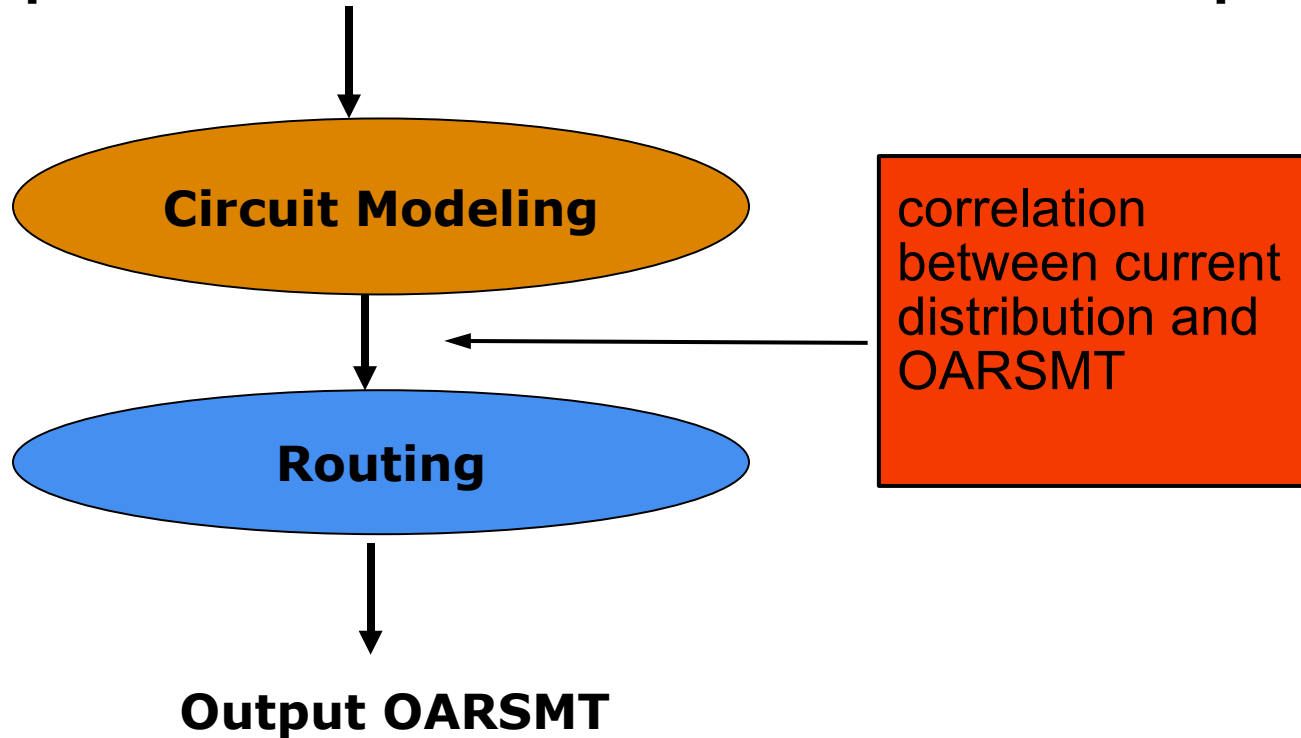 Circuit Modeling
correlation
between current
distribution and
OARSMT
Routing
Output OARSMT